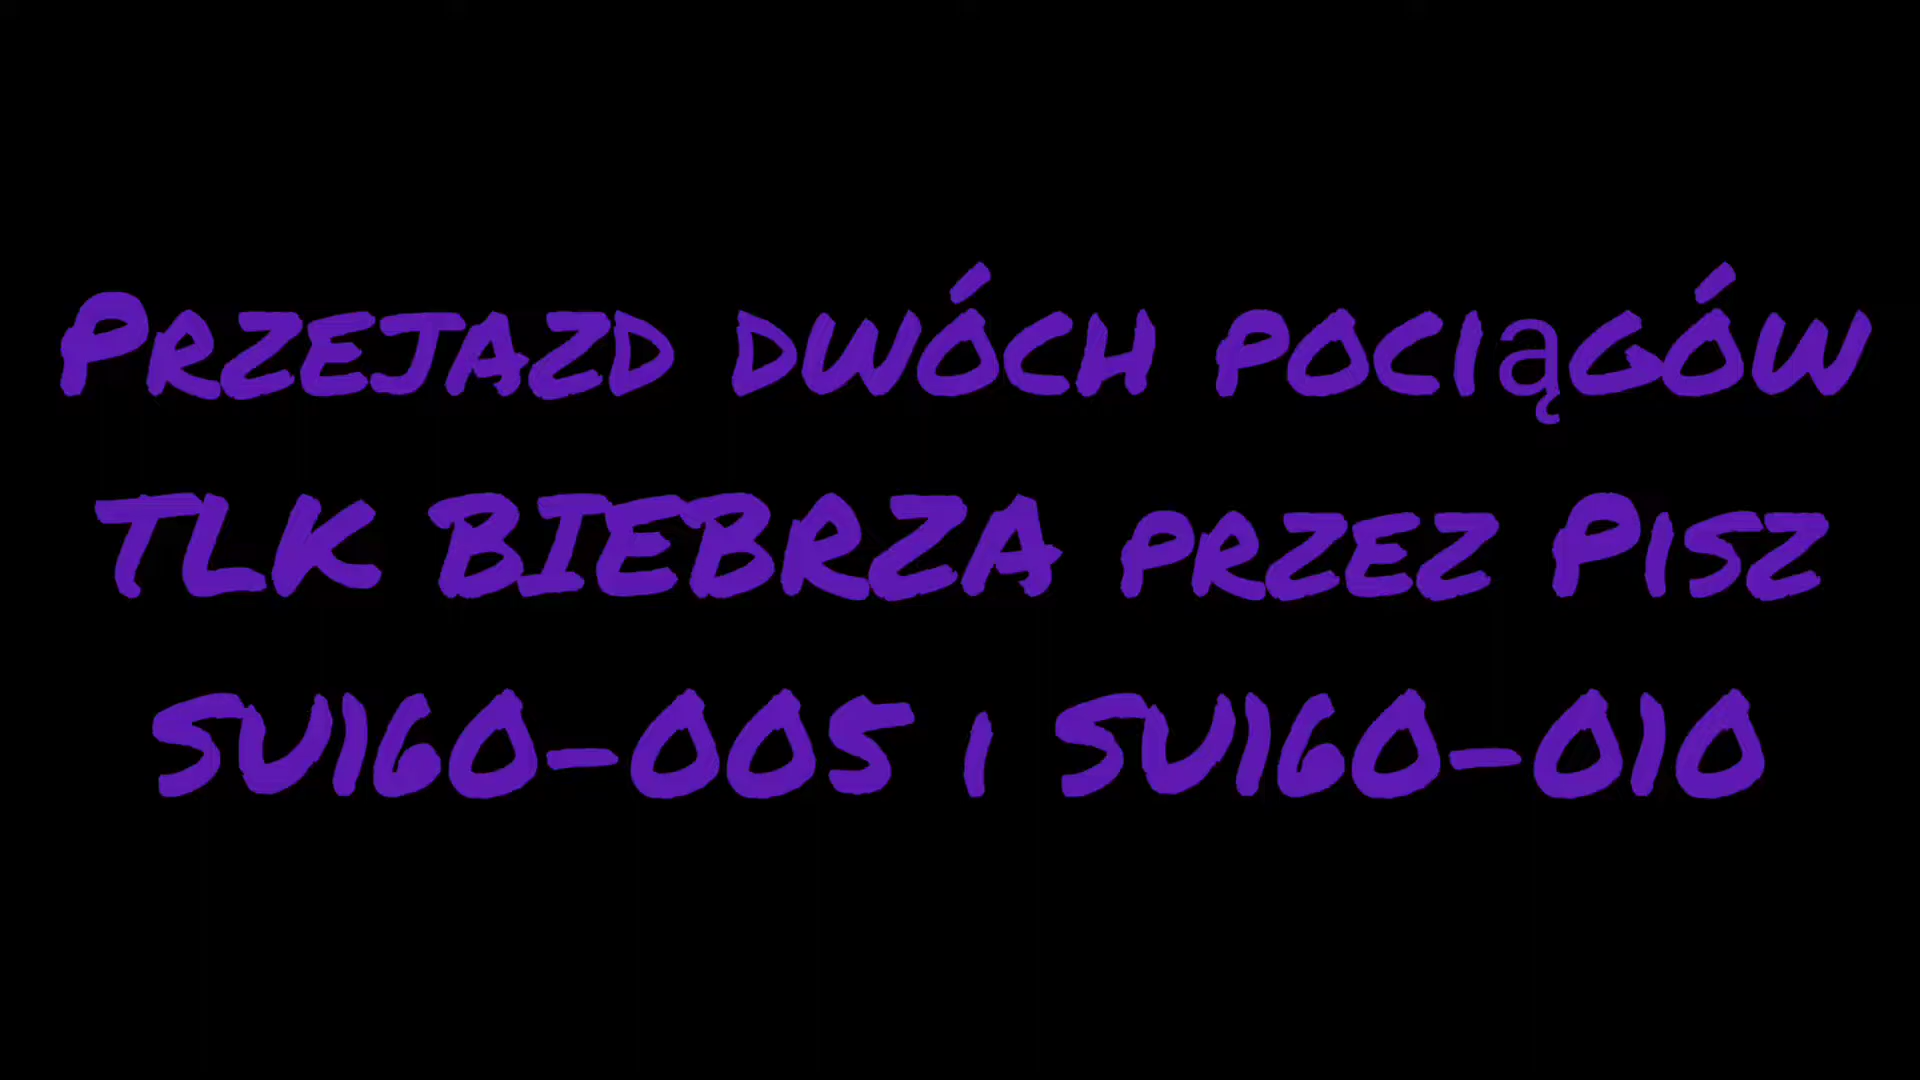 Przejazd dwóch pociągów
TLK BIEBRZA przez Pisz
SU160-005 i SU160-010